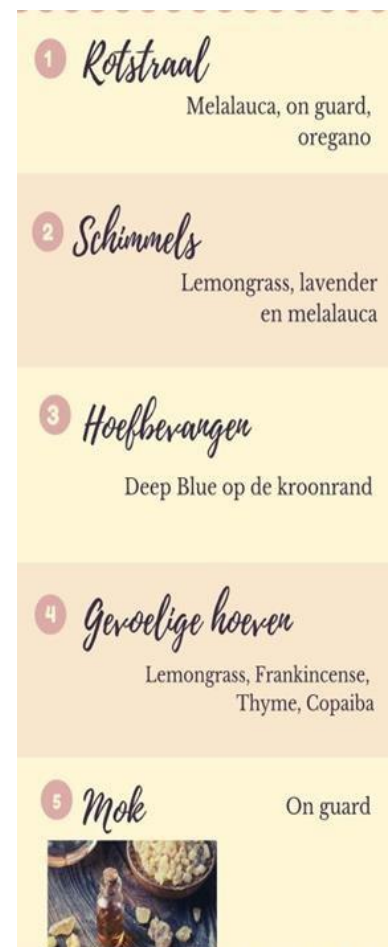 1 Rotstraal
Melalauca, on guard,
oregano
2 Schimmels
Lemongrass, lavender
en melalauca
3 Hoefbevangen
Deep Blue op de kroonrand
4 Gevoelige hoeven
Lemongrass, Frankincense,
Thyme, Copaiba
5 Mok
On guard